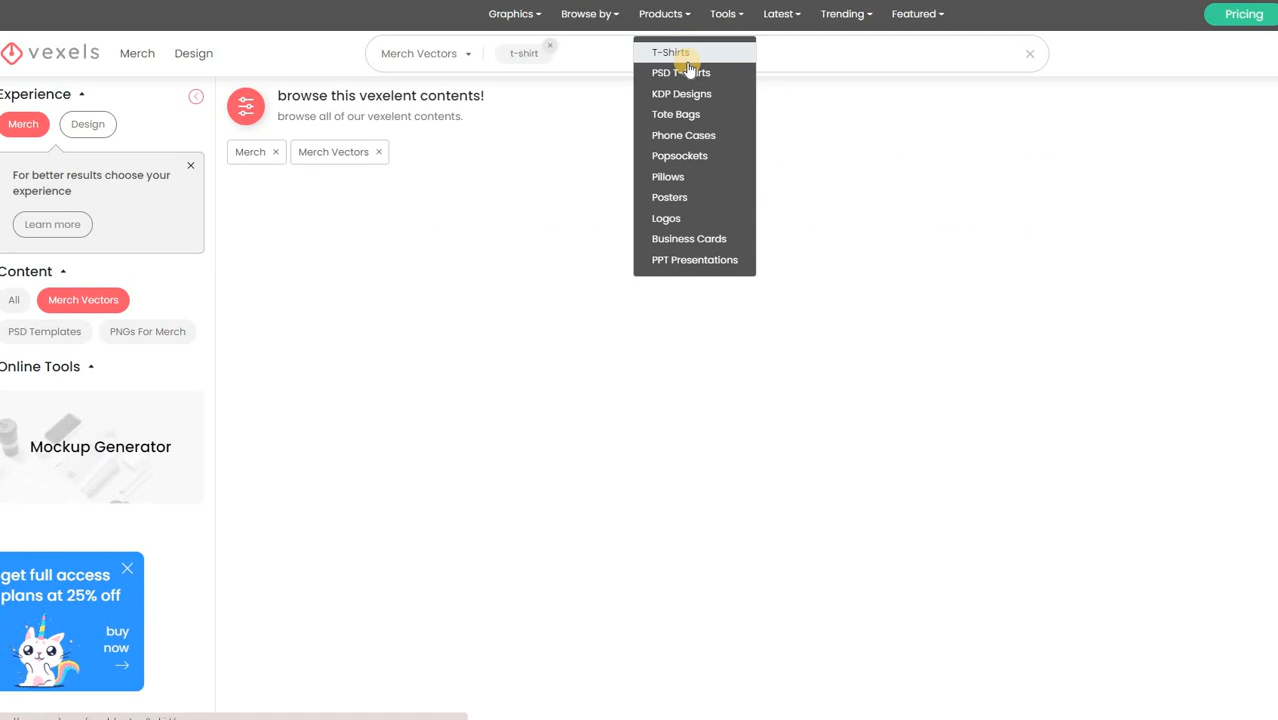 Graphics Browse by Products Tools Latest Trending Featured Pricing
vexels Merch Design Merch Vectors t-shirt
T-Shirts
PSD T-Shirts
KDP Designs
Tote Bags
Phone Cases
Popsockets
Pillows
Posters
Logos
Business Cards
PPT Presentations
Experience
Merch Design
For better results choose your
experience
Learn more
Content
All Merch Vectors
PSD Templates PNGs For Merch
Online Tools
Mockup Generator
get full access
plans at 25% off
buy
now
browse this vexelent contents!
browse all of our vexelent contents.
Merch Merch Vectors